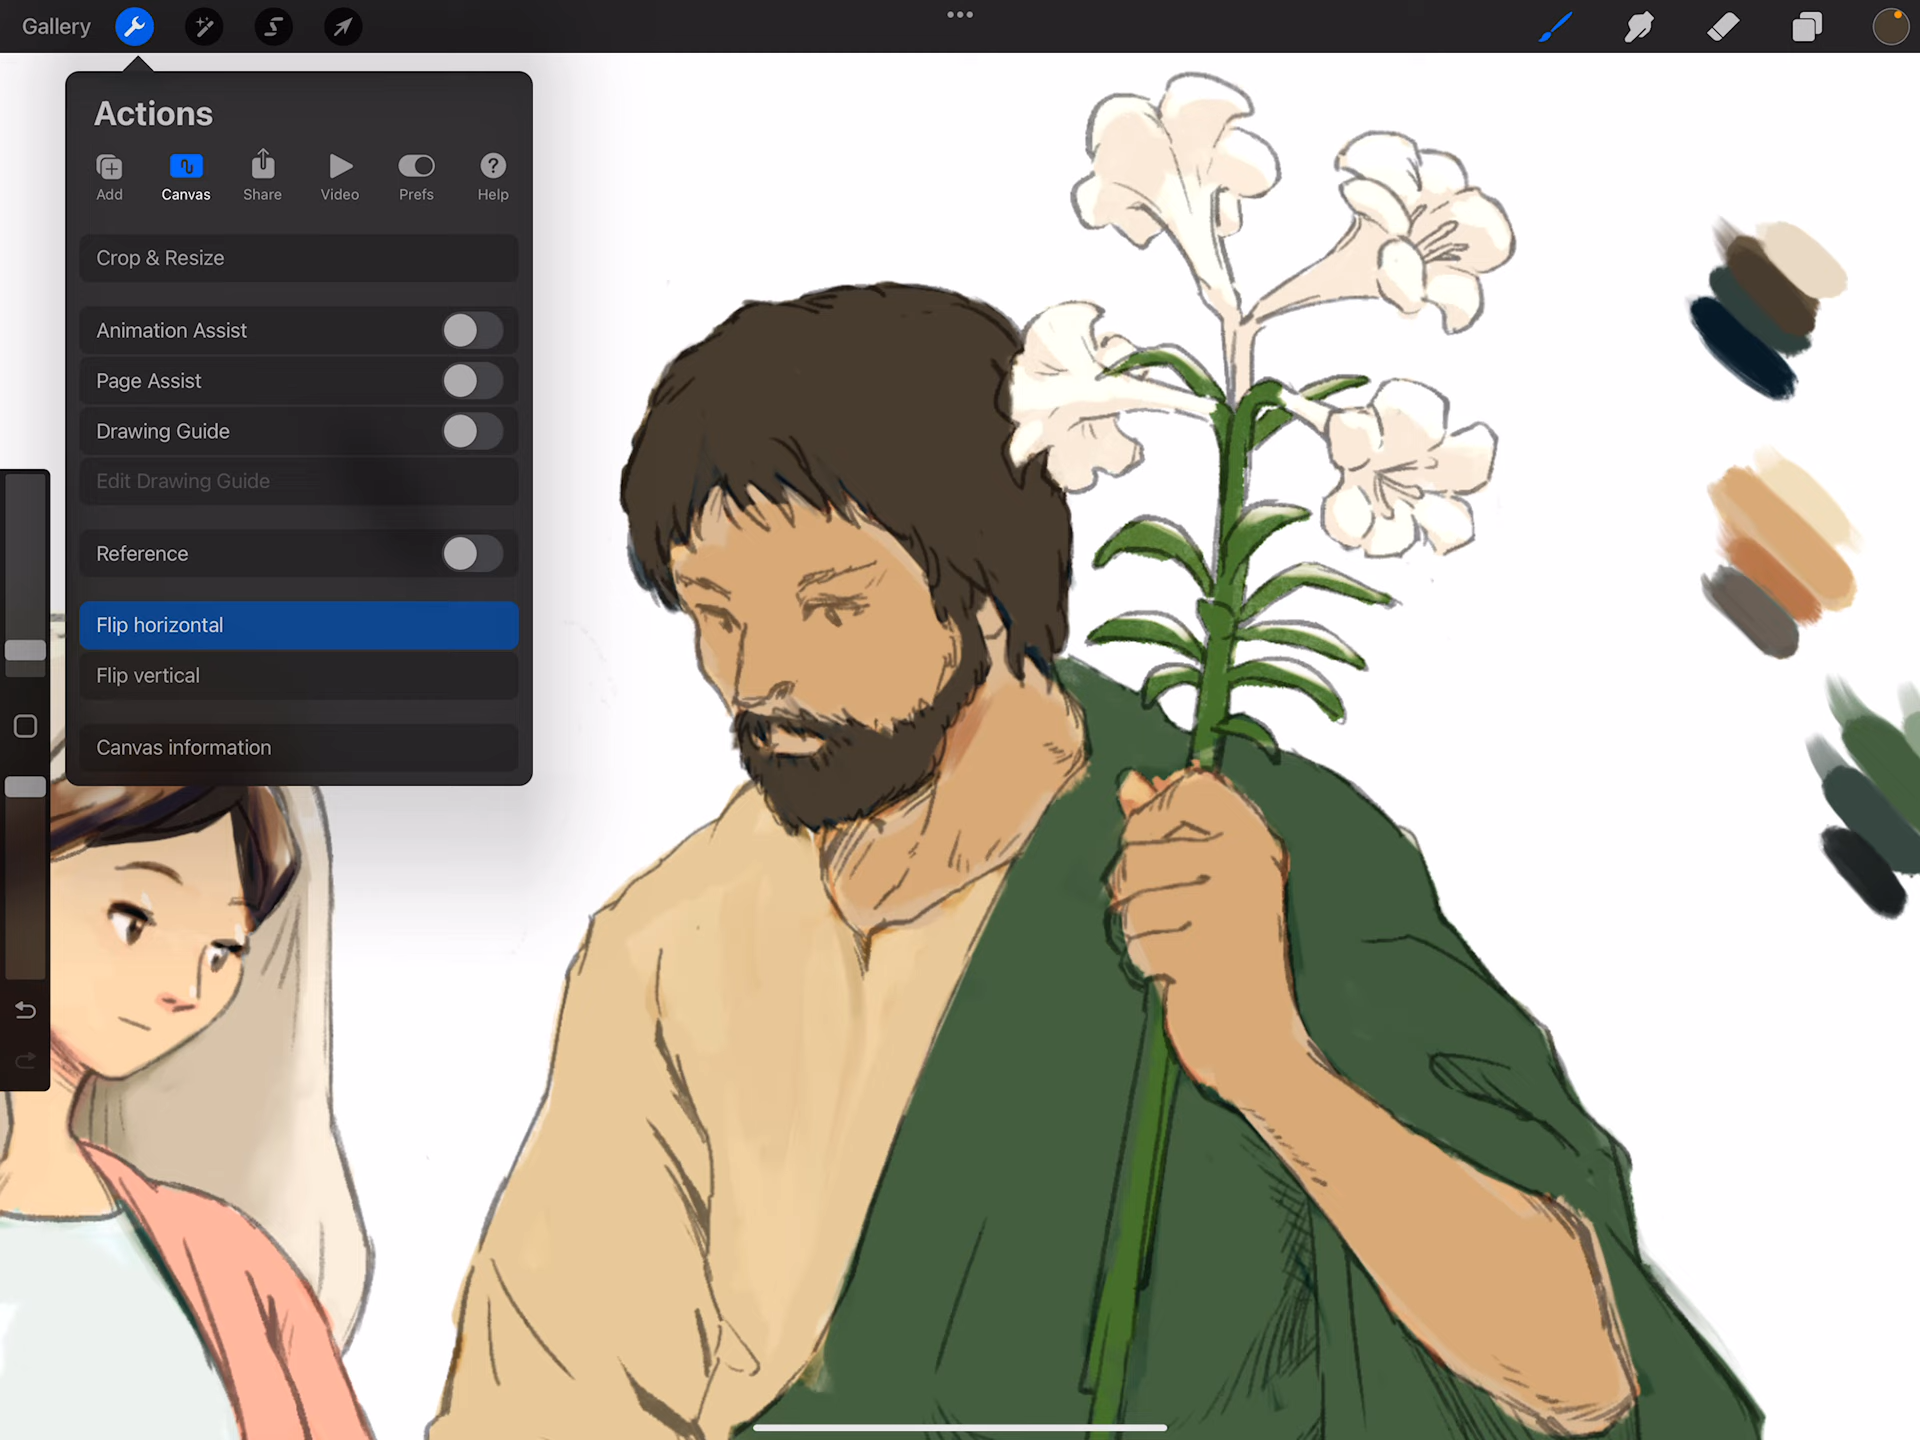 Gallery
Actions
Add Canvas Share Video Prefs Help
Crop & Resize
Animation Assist
Page Assist
Drawing Guide
Edit Drawing Guide
Reference
Flip horizontal
Flip vertical
Canvas information